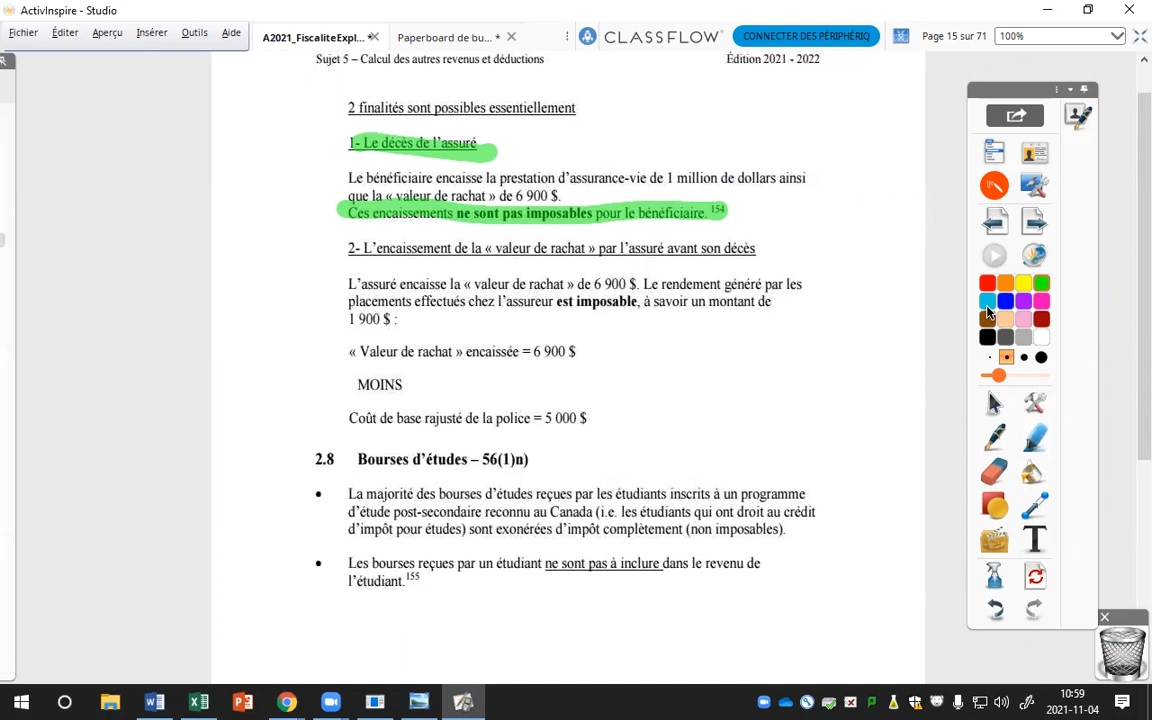 ActivInspire - Studio
Fichier Éditer Aperçu Insérer Outils Aide
A2021_FiscaliteExpl...*
Paperboard de bu... *
CLASSFLOW
CONNECTER DES PÉRIPHÉRIQ
Page 15 sur 71
100%
Sujet 5 – Calcul des autres revenus et déductions Édition 2021 - 2022
2 finalités sont possibles essentiellement
1- Le décès de l’assuré
Le bénéficiaire encaisse la prestation d’assurance-vie de 1 million de dollars ainsi
que la « valeur de rachat » de 6 900 $.
Ces encaissements ne sont pas imposables pour le bénéficiaire. 154
2- L’encaissement de la « valeur de rachat » par l’assuré avant son décès
L’assuré encaisse la « valeur de rachat » de 6 900 $. Le rendement généré par les
placements effectués chez l’assureur est imposable, à savoir un montant de
1 900 $ :
« Valeur de rachat » encaissée = 6 900 $
MOINS
Coût de base rajusté de la police = 5 000 $
2.8 Bourses d’études – 56(1)n)
• La majorité des bourses d’études reçues par les étudiants inscrits à un programme
d’étude post-secondaire reconnu au Canada (i.e. les étudiants qui ont droit au crédit
d’impôt pour études) sont exonérées d’impôt complètement (non imposables).
• Les bourses reçues par un étudiant ne sont pas à inclure dans le revenu de
l’étudiant.155
10:59
2021-11-04